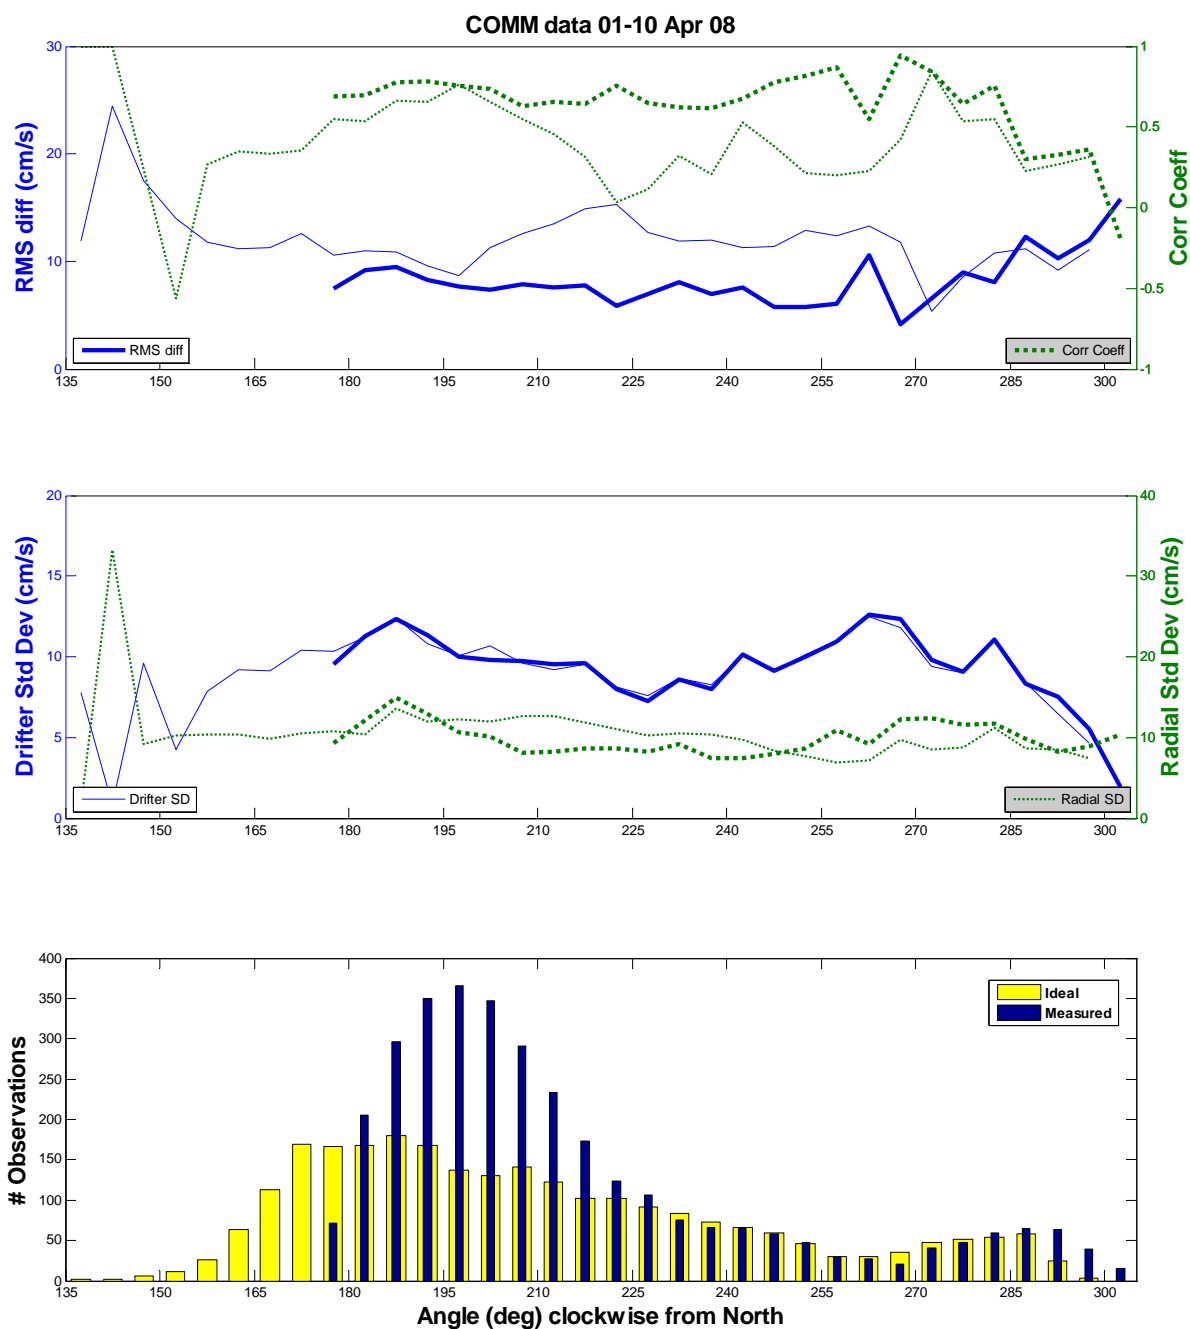 COMM data 01-10 Apr 08
30
20
10
0
RMS diff (cm/s)
1
0.5
0
-0.5
-1
Corr Coeff
RMS diff
Corr Coeff
135 150 165 180 195 210 225 240 255 270 285 300
20
15
10
5
0
Drifter Std Dev (cm/s)
40
30
20
10
0
Radial Std Dev (cm/s)
Drifter SD
Radial SD
135 150 165 180 195 210 225 240 255 270 285 300
400
350
300
250
200
150
100
50
0
# Observations
Ideal
Measured
135 150 165 180 195 210 225 240 255 270 285 300
Angle (deg) clockwise from North